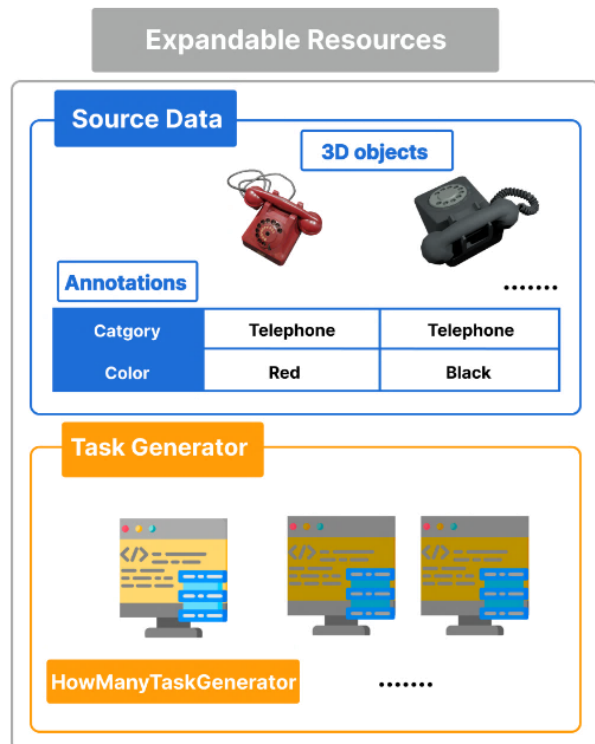 Expandable Resources
Source Data
3D objects
Annotations
.......
Catgory Telephone Telephone
Color Red Black
Task Generator
</>
</>
</>
HowManyTaskGenerator .......